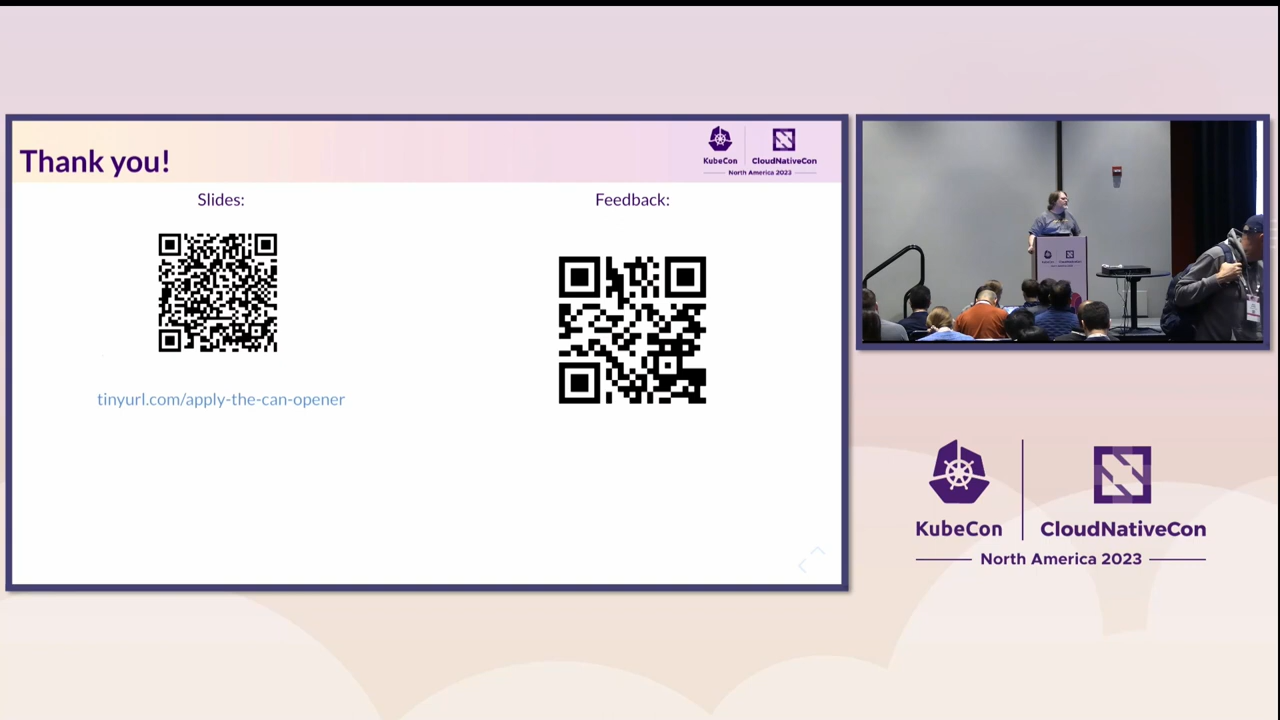 Thank you!
KubeCon
CloudNativeCon
North America 2023
Slides:
Feedback:
tinyurl.com/apply-the-can-opener
KubeCon
CloudNativeCon
North America 2023